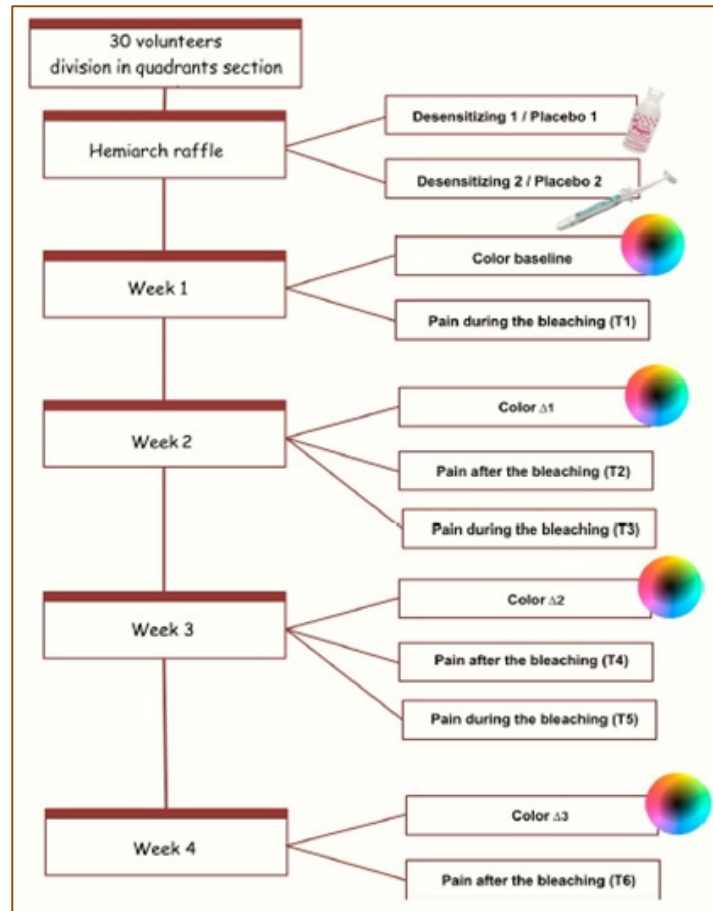 30 volunteers
division in quadrants section
Hemiarch raffle
Desensitizing 1 / Placebo 1
Desensitizing 2 / Placebo 2
Week 1
Color baseline
Pain during the bleaching (T1)
Week 2
Color Δ1
Pain after the bleaching (T2)
Pain during the bleaching (T3)
Week 3
Color Δ2
Pain after the bleaching (T4)
Pain during the bleaching (T5)
Week 4
Color Δ3
Pain after the bleaching (T6)